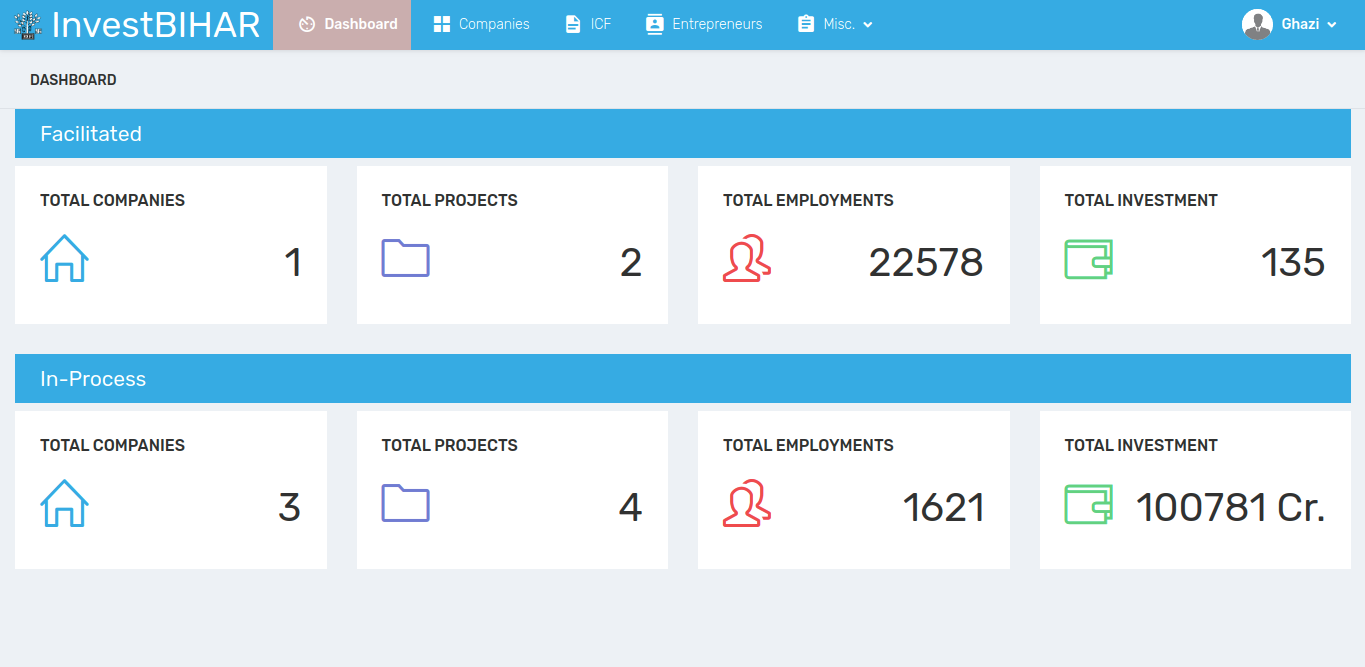 InvestBIHAR Dashboard Companies ICF Entrepreneurs Misc. Ghazi
DASHBOARD
Facilitated
TOTAL COMPANIES TOTAL PROJECTS TOTAL EMPLOYMENTS TOTAL INVESTMENT
1 2 22578 135
In-Process
TOTAL COMPANIES TOTAL PROJECTS TOTAL EMPLOYMENTS TOTAL INVESTMENT
3 4 1621 100781 Cr.